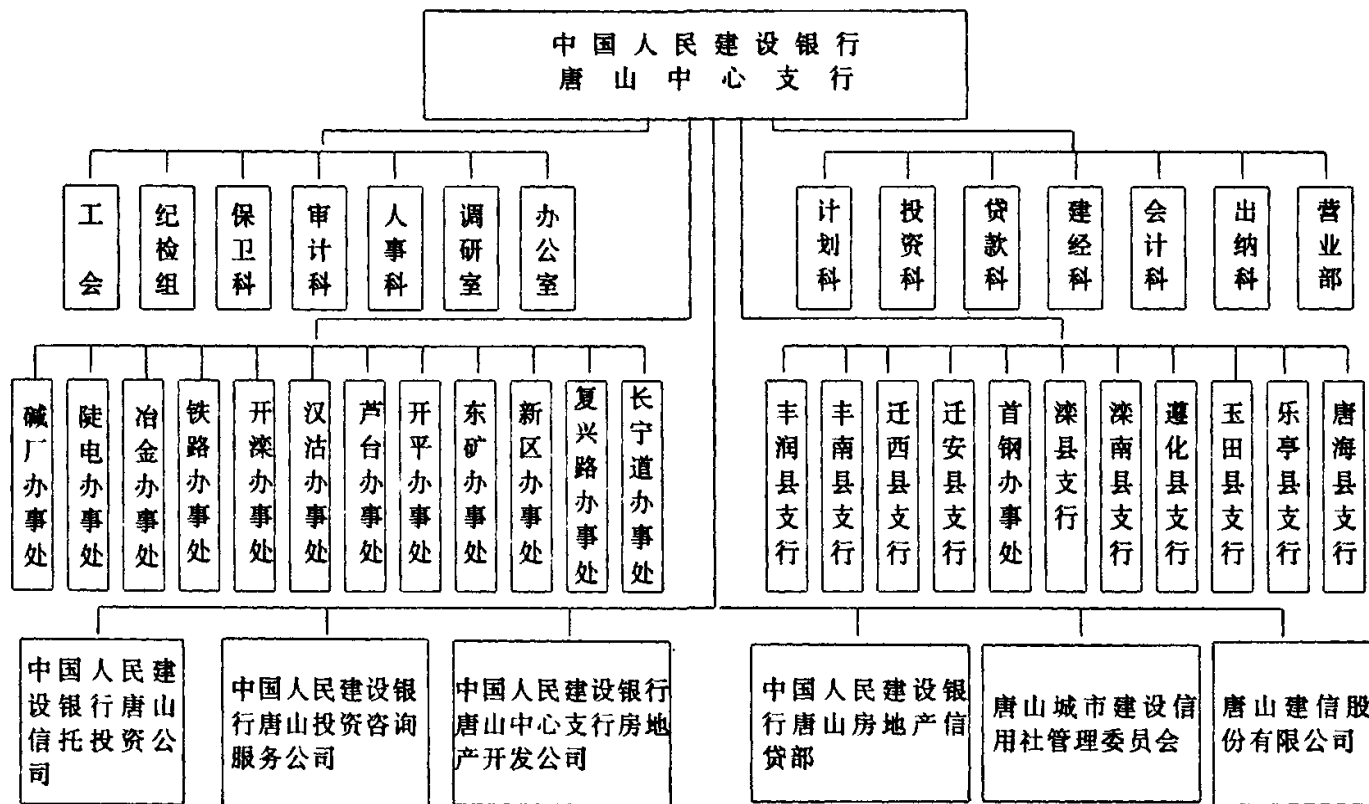 中国人民建设银行
唐山中心支行
工会
纪检组
保卫科
审计科
人事科
调研室
办公室
计划科
投资科
贷款科
建经科
会计科
出纳科
营业部
碱厂办事处
陡电办事处
冶金办事处
铁路办事处
开滦办事处
汉沽办事处
芦台办事处
开平办事处
东矿办事处
新区办事处
复兴路办事处
长宁道办事处
丰润县支行
丰南县支行
迁西县支行
迁安县支行
首钢办事处
滦县支行
滦南县支行
遵化县支行
玉田县支行
乐亭县支行
唐海县支行
中国人民建
设银行唐山
信托投资公
司
中国人民建设银
行唐山投资咨询
服务公司
中国人民建设银行
唐山中心支行房地
产开发公司
中国人民建设银
行唐山房地产信
贷部
唐山城市建设信
用社管理委员会
唐山建信股
份有限公司